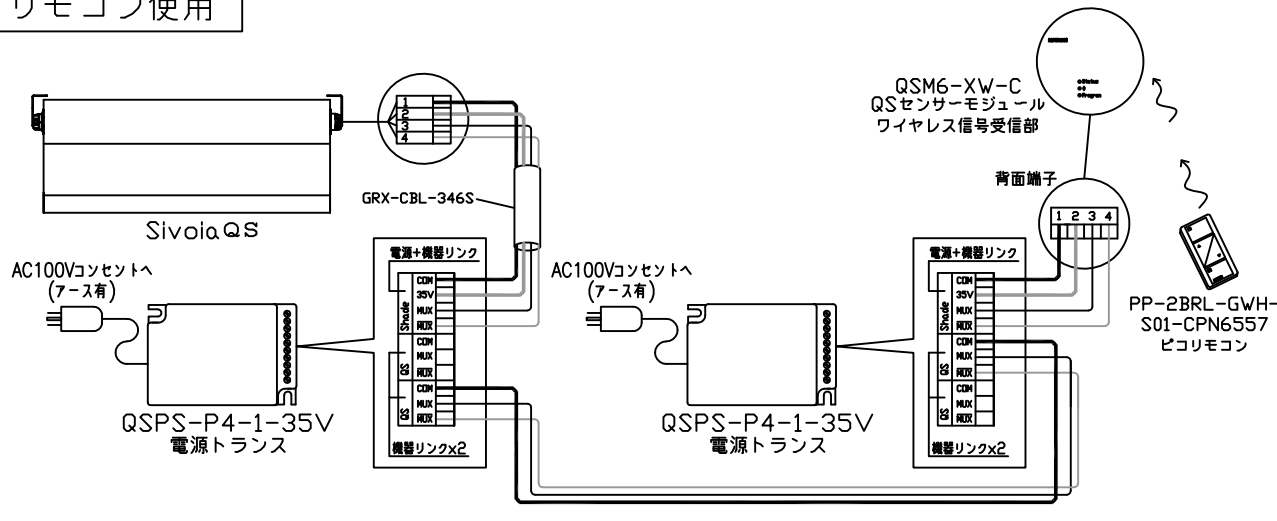 リモコン使用
QSM6-XW-C
QSセンサーモジュール
ワイヤレス信号受信部
Status
Program
1
2
3
4
GRX-CBL-346S
SivoiaQS
背面端子
1 2 3 4
PP-2BRL-GWH-
S01-CPN6557
ピコリモコン
AC100Vコンセントへ
(アース有)
QSPS-P4-1-35V
電源トランス
電源+機器リンク
Shade
COM
35V
MUX
MUX
QS
COM
MUX
MUX
QS
COM
MUX
MUX
機器リンクx2
AC100Vコンセントへ
(アース有)
QSPS-P4-1-35V
電源トランス
電源+機器リンク
Shade
COM
35V
MUX
MUX
QS
COM
MUX
MUX
QS
COM
MUX
MUX
機器リンクx2